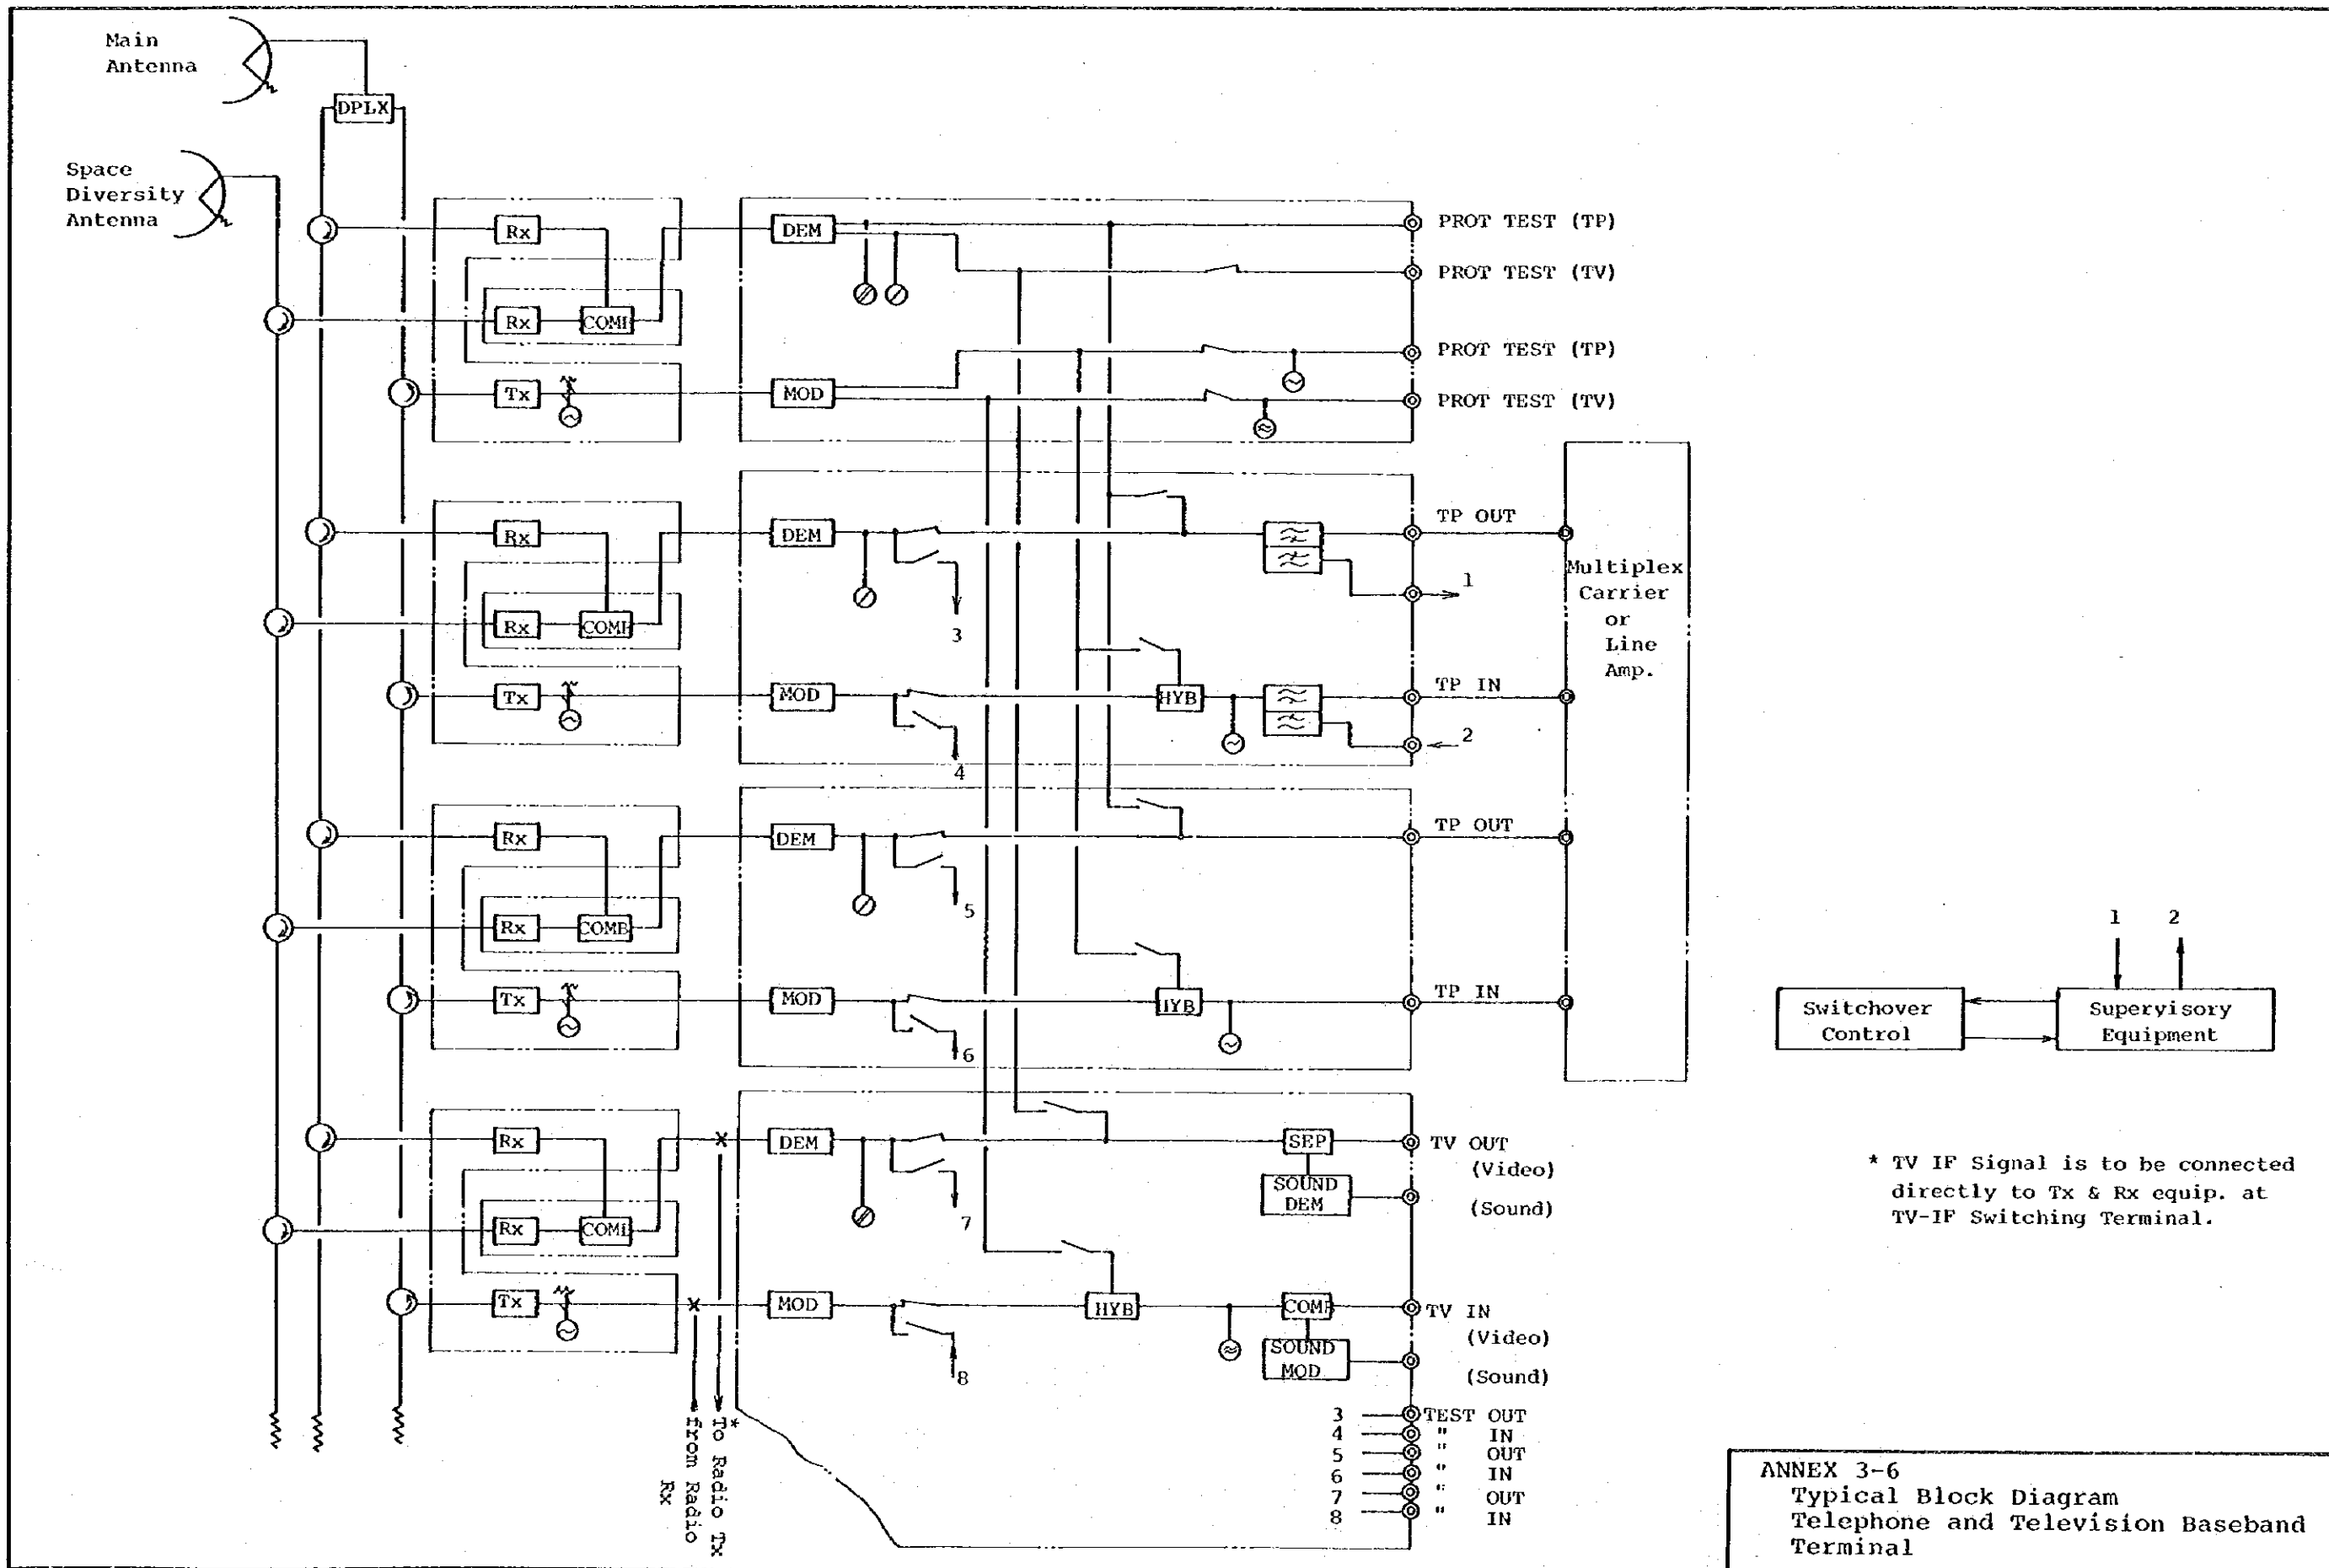 Main
Antenna
DPLX
Space
Diversity
Antenna
Rx
DEM
PROT TEST (TP)
PROT TEST (TV)
Rx
PROT TEST (TP)
Tx
MOD
PROT TEST (TV)
Rx
DEM
TP OUT
1
Multiplex
Carrier
or
Line
Amp.
Rx
3
Tx
MOD
HYB
TP IN
2
4
Rx
DEM
TP OUT
Rx
COMB
5
Tx
MOD
HYB
TP IN
6
1 2
Switchover
Control
Supervisory
Equipment
Rx
DEM
SEP
TV OUT
(Video)
SOUND
DEM
(Sound)
Rx
7
Tx
MOD
HYB
TV IN
(Video)
SOUND
MOD
(Sound)
8
* TV IF Signal is to be connected
directly to Tx & Rx equip. at
TV-IF Switching Terminal.
*
To Radio Tx
from Radio
Rx
3 TEST OUT
4 " IN
5 " OUT
6 " IN
7 " OUT
8 " IN
ANNEX 3-6
Typical Block Diagram
Telephone and Television Baseband
Terminal